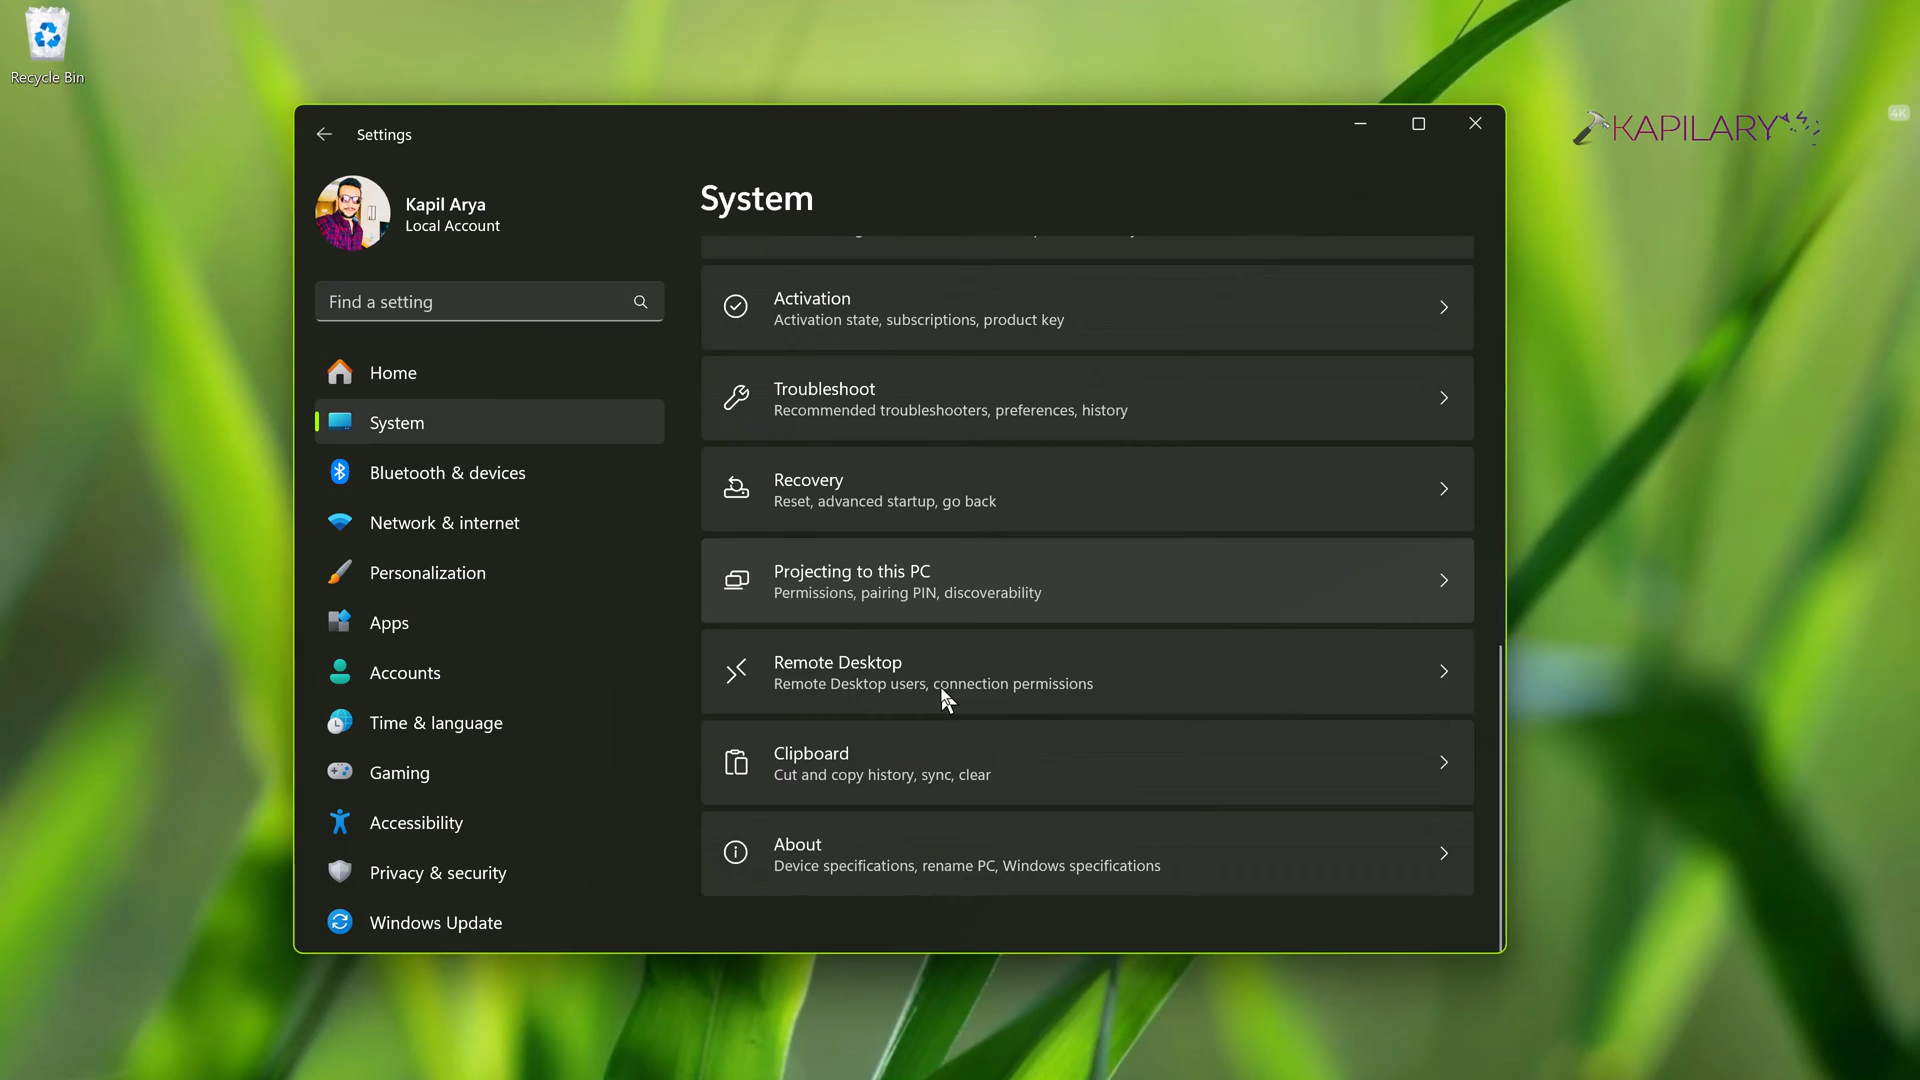 Recycle Bin
Settings
KAPILARY
4K
Kapil Arya
Local Account
Find a setting
Home
System
Bluetooth & devices
Network & internet
Personalization
Apps
Accounts
Time & language
Gaming
Accessibility
Privacy & security
Windows Update
System
Activation
Activation state, subscriptions, product key
Troubleshoot
Recommended troubleshooters, preferences, history
Recovery
Reset, advanced startup, go back
Projecting to this PC
Permissions, pairing PIN, discoverability
Remote Desktop
Remote Desktop users, connection permissions
Clipboard
Cut and copy history, sync, clear
About
Device specifications, rename PC, Windows specifications